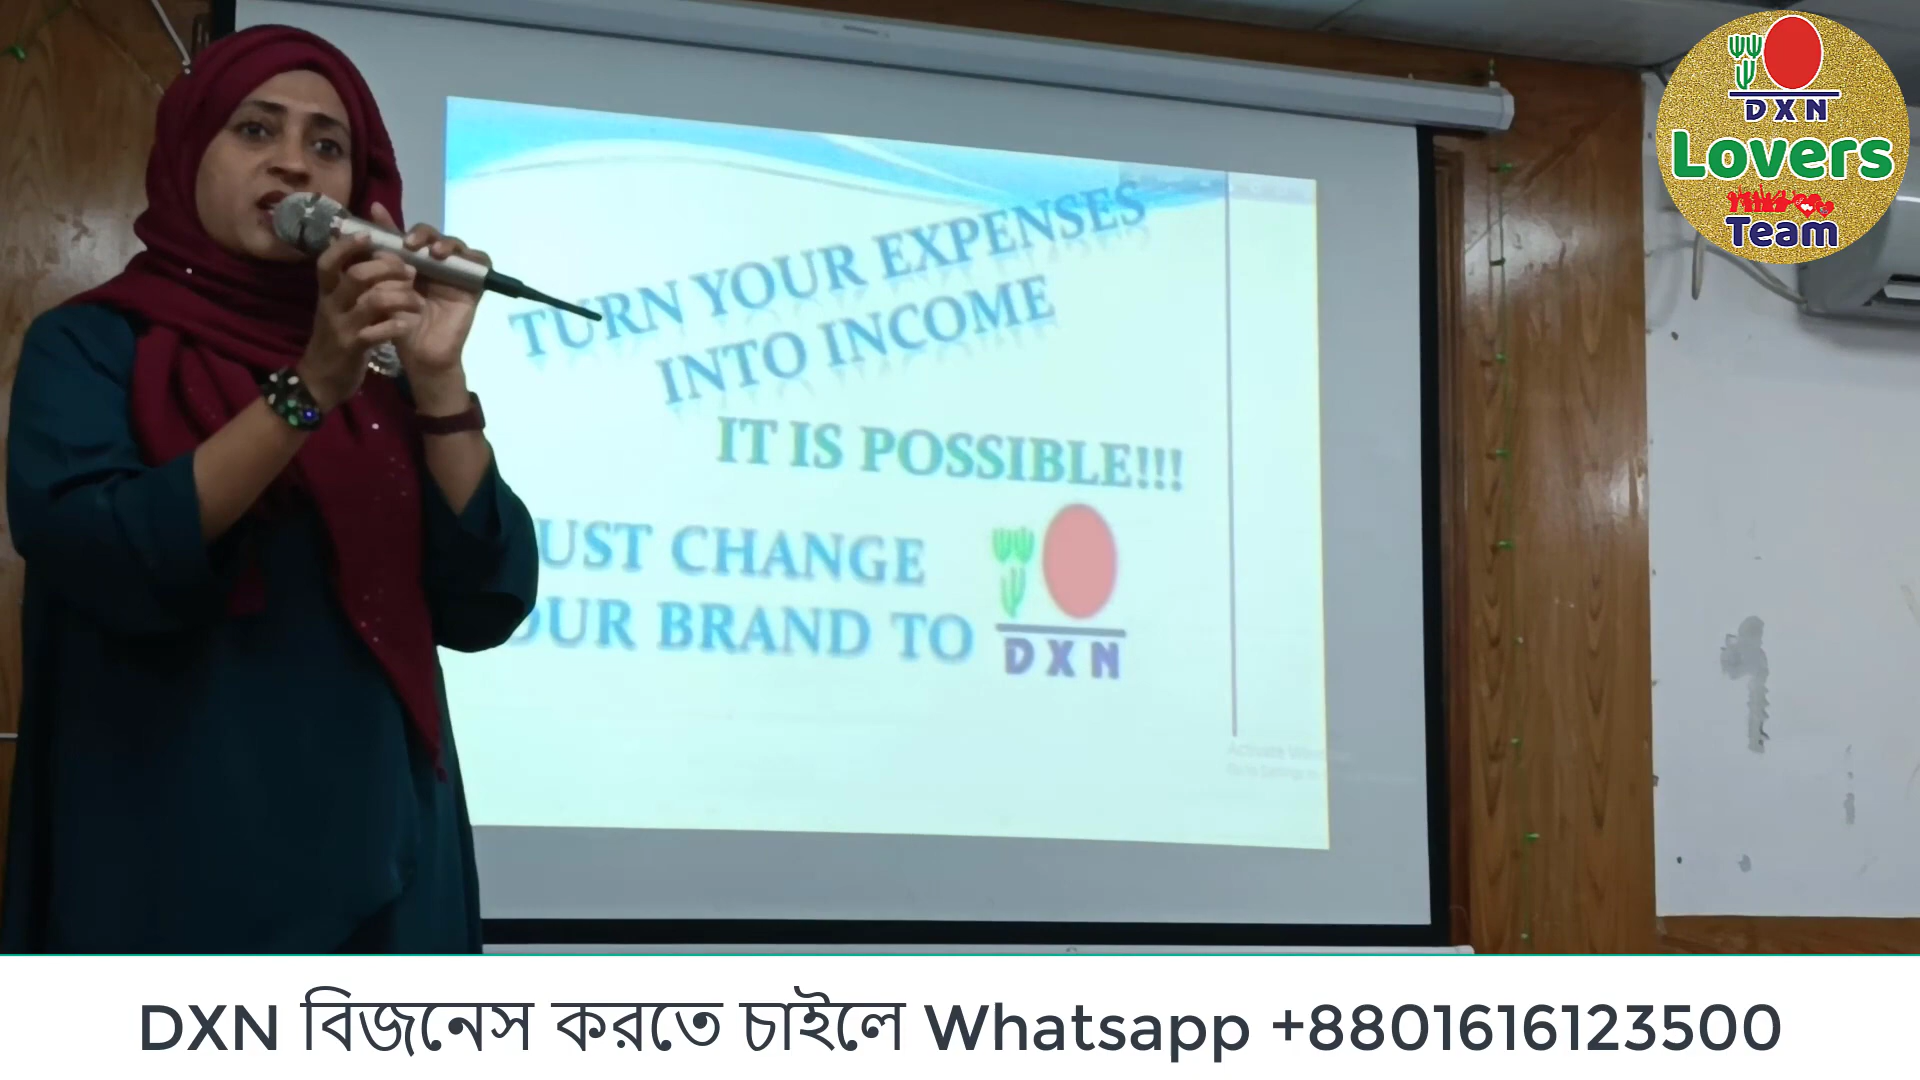 DXN
Lovers
Team
TURN YOUR EXPENSES
INTO INCOME
IT IS POSSIBLE!!!
UST CHANGE
OUR BRAND TO
DXN
Activate
DXN বিজনেস করতে চাইলে Whatsapp +8801616123500